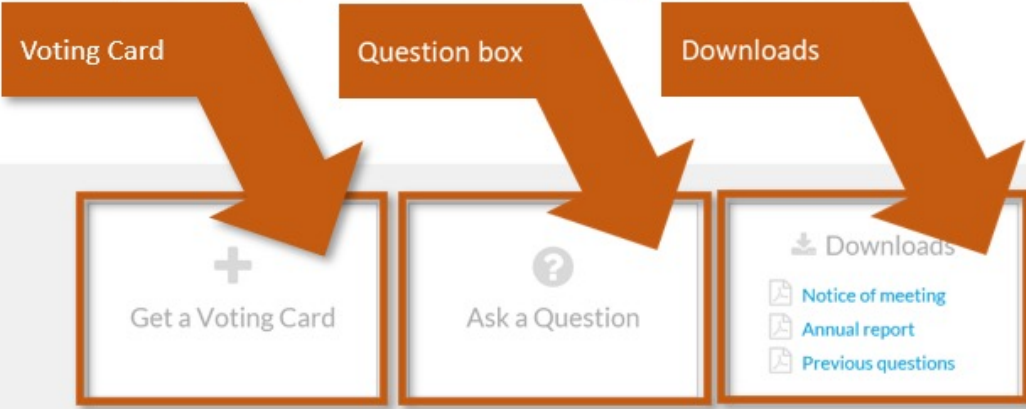 Voting Card
Question box
Downloads
Get a Voting Card
Ask a Question
Downloads
Notice of meeting
Annual report
Previous questions